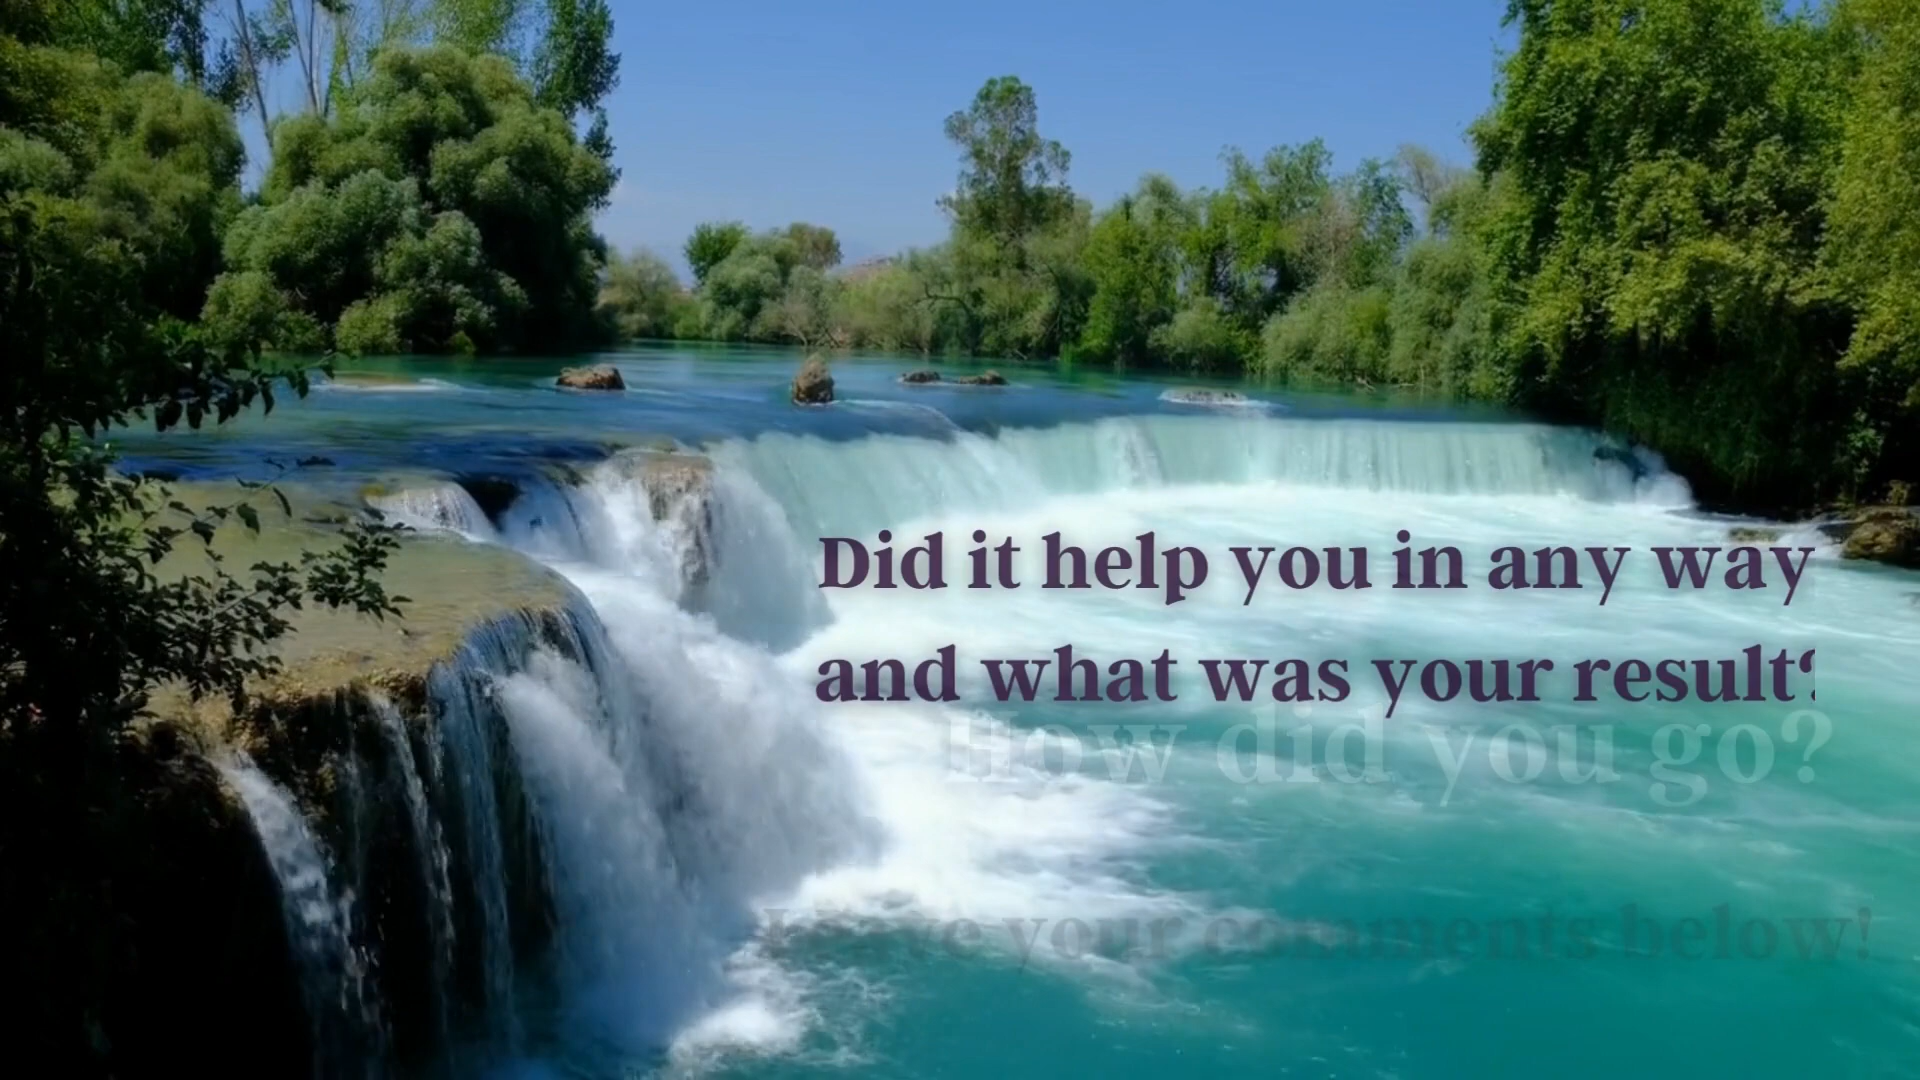 Did it help you in any way
and what was your result?
How did you go?
Leave your comments below!